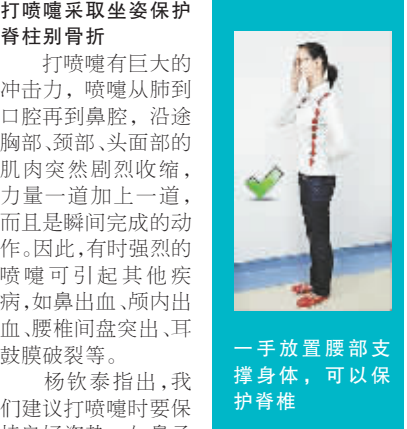 打喷嚏采取坐姿保护
脊柱别骨折
打喷嚏有巨大的
冲击力，喷嚏从肺到
口腔再到鼻腔，沿途
胸部、颈部、头面部的
肌肉突然剧烈收缩，
力量一道加上一道，
而且是瞬间完成的动
作。因此，有时强烈的
喷嚏可引起其他疾
病，如鼻出血、颅内出
血、腰椎间盘突出、耳
鼓膜破裂等。
杨钦泰指出，我
们建议打喷嚏时要保
一手放置腰部支
撑身体，可以保
护脊椎